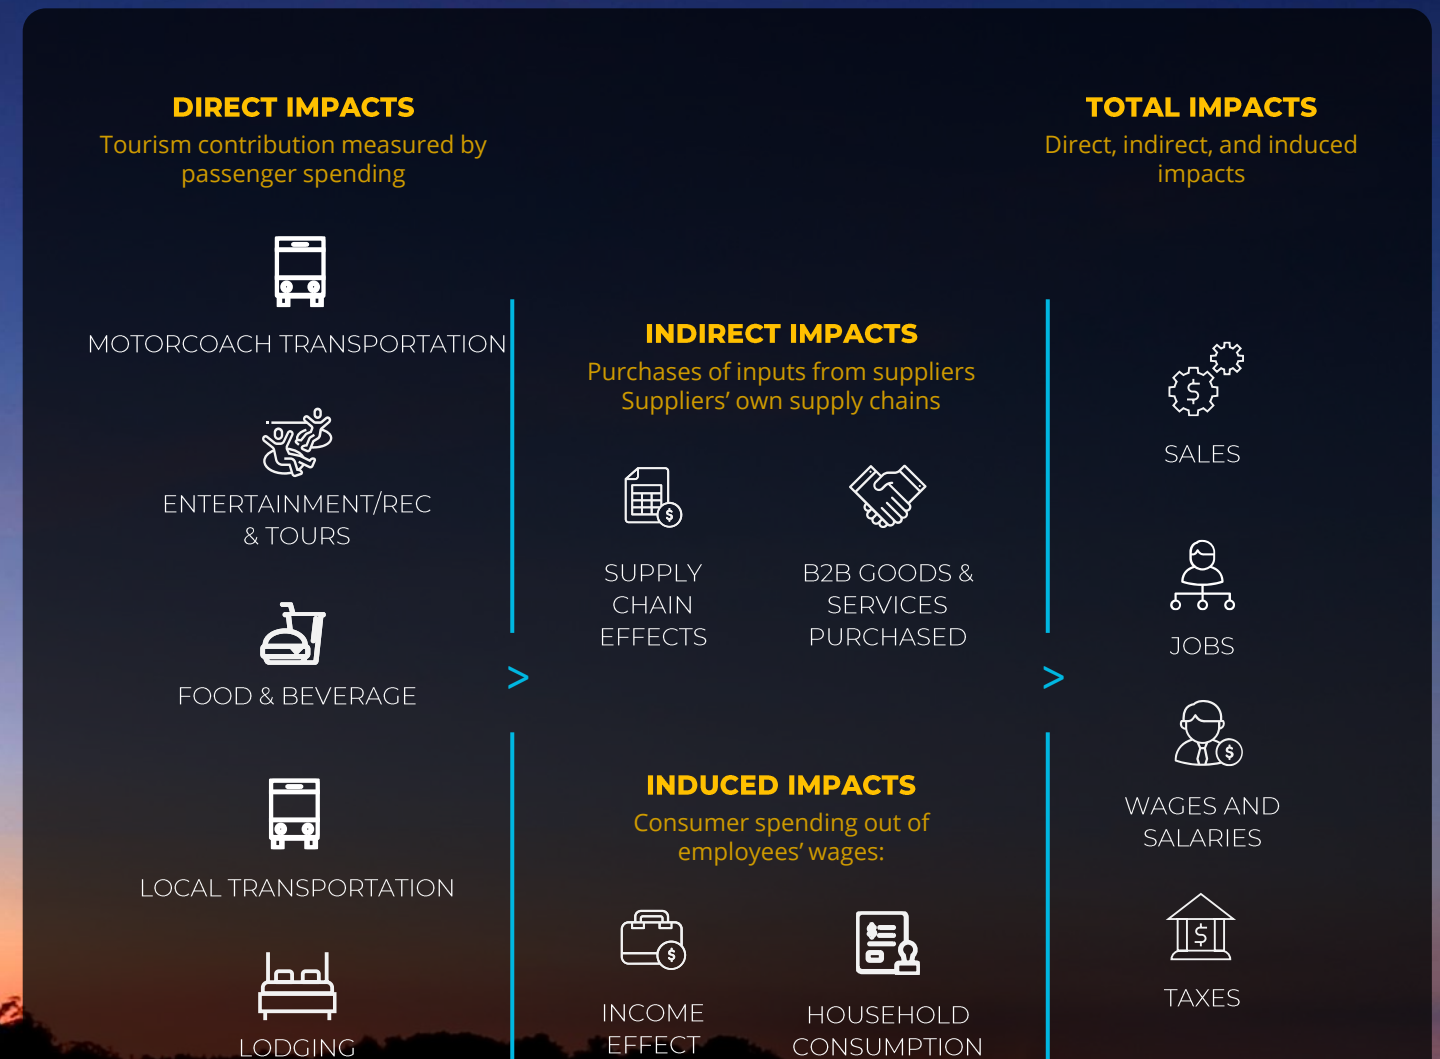 DIRECT IMPACTS
Tourism contribution measured by
passenger spending
MOTORCOACH TRANSPORTATION
ENTERTAINMENT/REC
& TOURS
FOOD & BEVERAGE
LOCAL TRANSPORTATION
LODGING
>
INDIRECT IMPACTS
Purchases of inputs from suppliers
Suppliers’ own supply chains
$
SUPPLY
CHAIN
EFFECTS
B2B GOODS &
SERVICES
PURCHASED
INDUCED IMPACTS
Consumer spending out of
employees’ wages:
$
INCOME
EFFECT
$
HOUSEHOLD
CONSUMPTION
>
TOTAL IMPACTS
Direct, indirect, and induced
impacts
$
SALES
JOBS
$
WAGES AND
SALARIES
$
TAXES